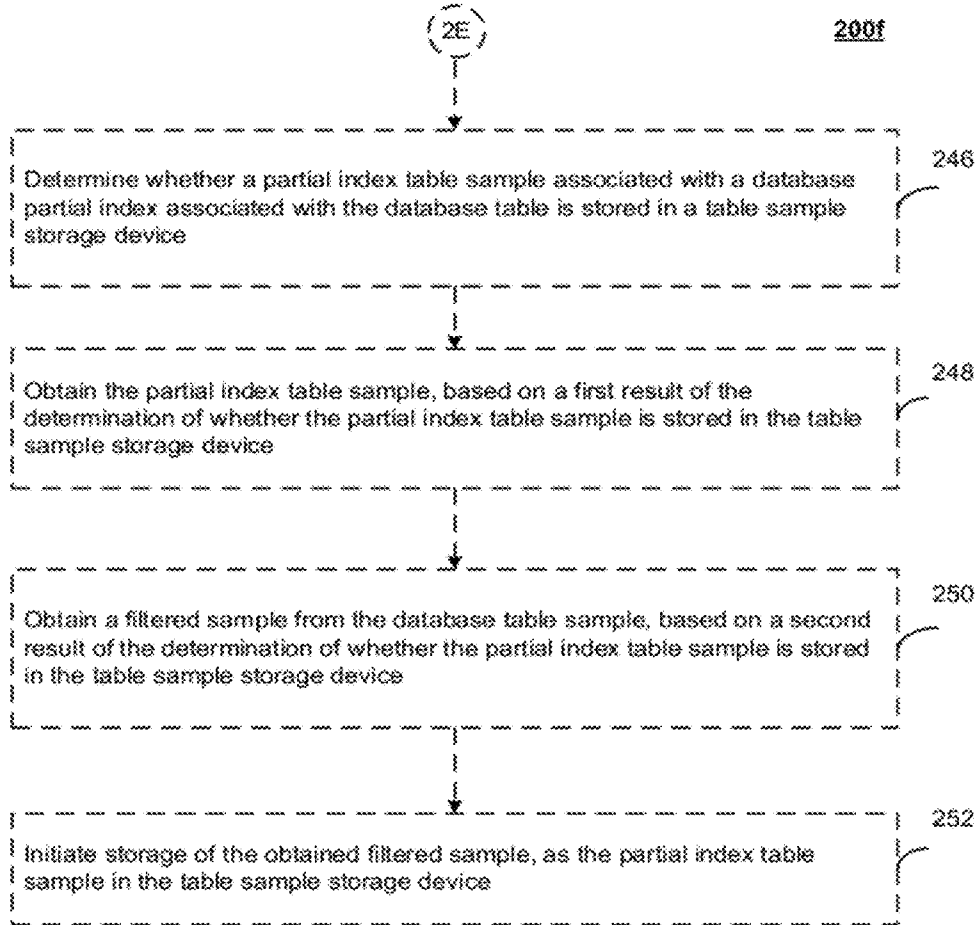 2E
200f
246
Determine whether a partial index table sample associated with a database
partial index associated with the database table is stored in a table sample
storage device
248
Obtain the partial index table sample, based on a first result of the
determination of whether the partial index table sample is stored in the table
sample storage device
250
Obtain a filtered sample from the database table sample, based on a second
result of the determination of whether the partial index table sample is stored
in the table sample storage device
252
Initiate storage of the obtained filtered sample, as the partial index table
sample in the table sample storage device